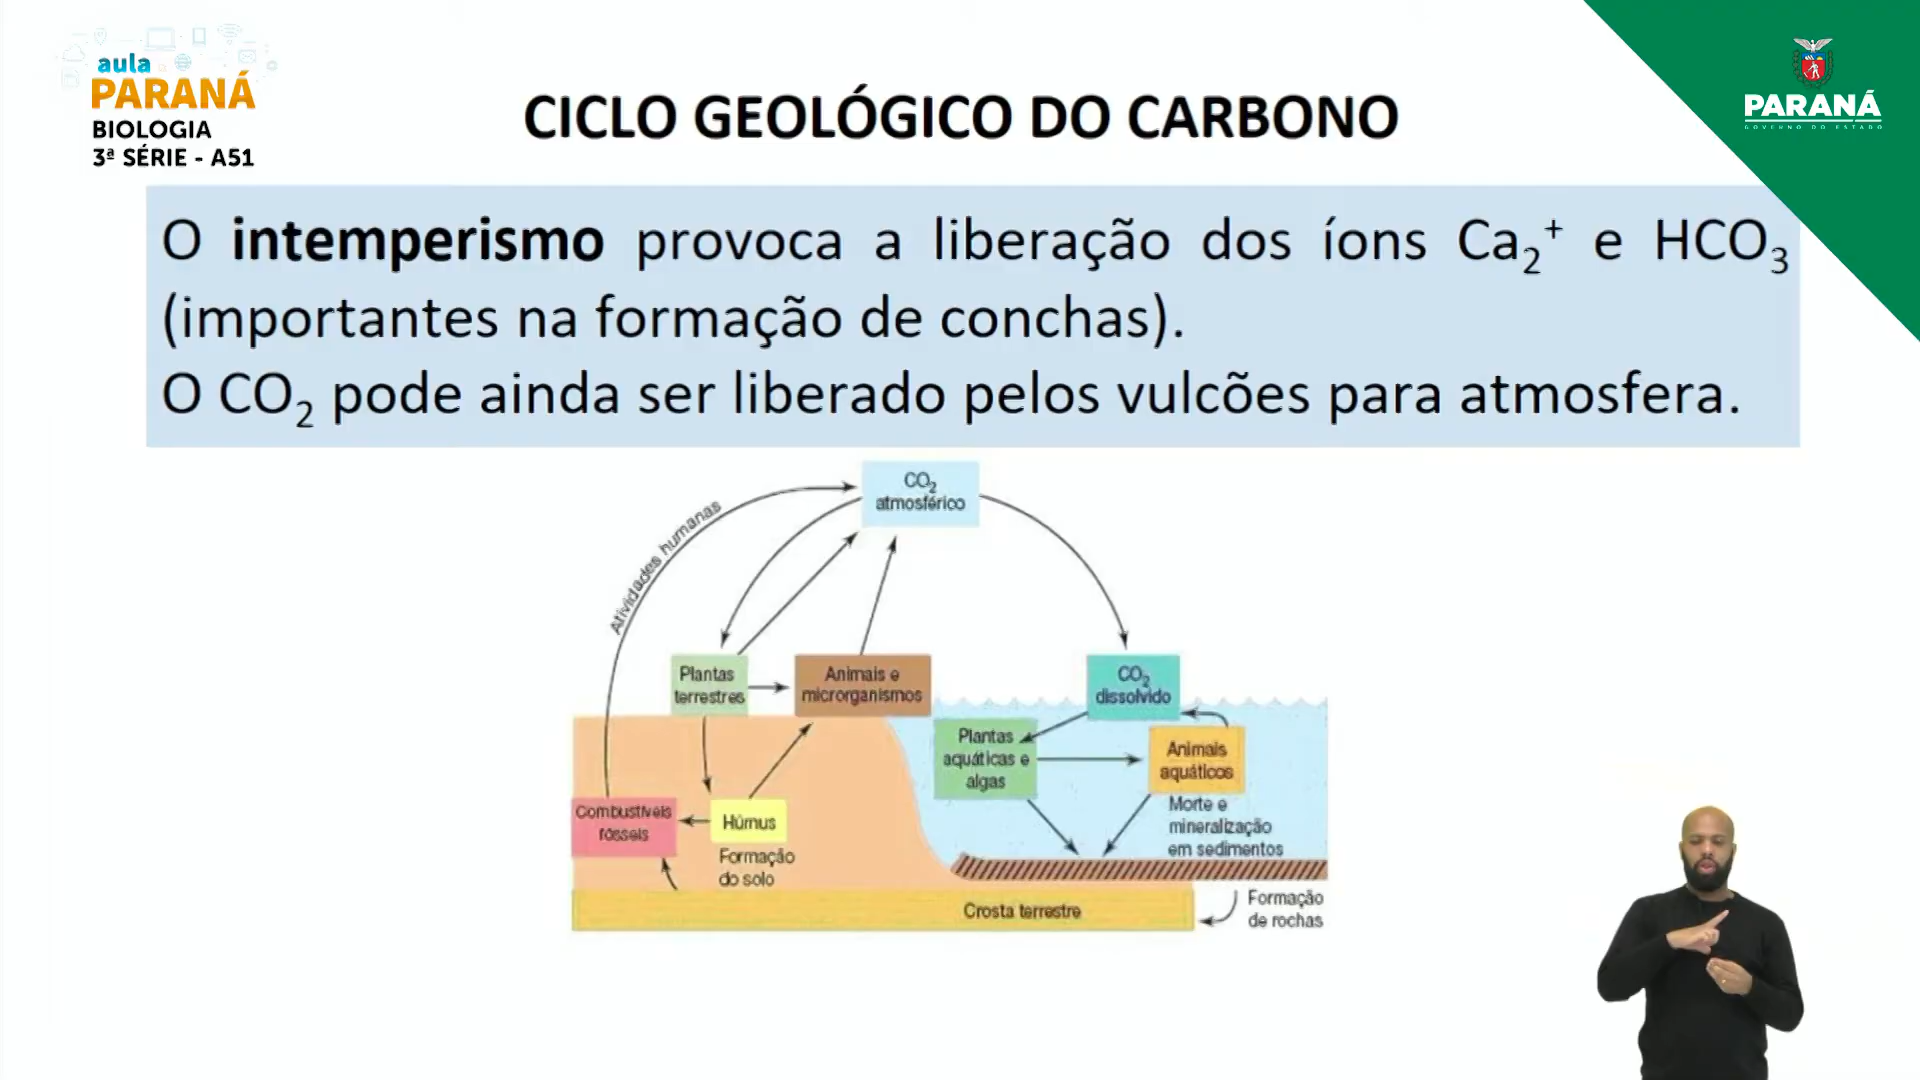 aula
PARANÁ
BIOLOGIA
3ª SÉRIE - A51
PARANÁ
GOVERNO DO ESTADO
CICLO GEOLÓGICO DO CARBONO
O intemperismo provoca a liberação dos íons Ca₂⁺ e HCO₃
(importantes na formação de conchas).
O CO₂ pode ainda ser liberado pelos vulcões para atmosfera.
CO₂
atmosférico
Atividades humanas
Plantas
terrestres
Animais e
microrganismos
CO₂
dissolvido
Plantas
aquáticas e
algas
Animais
aquáticos
Morte e
mineralização
em sedimentos
Combustíveis
fósseis
Húmus
Formação
do solo
Crosta terrestre
Formação
de rochas